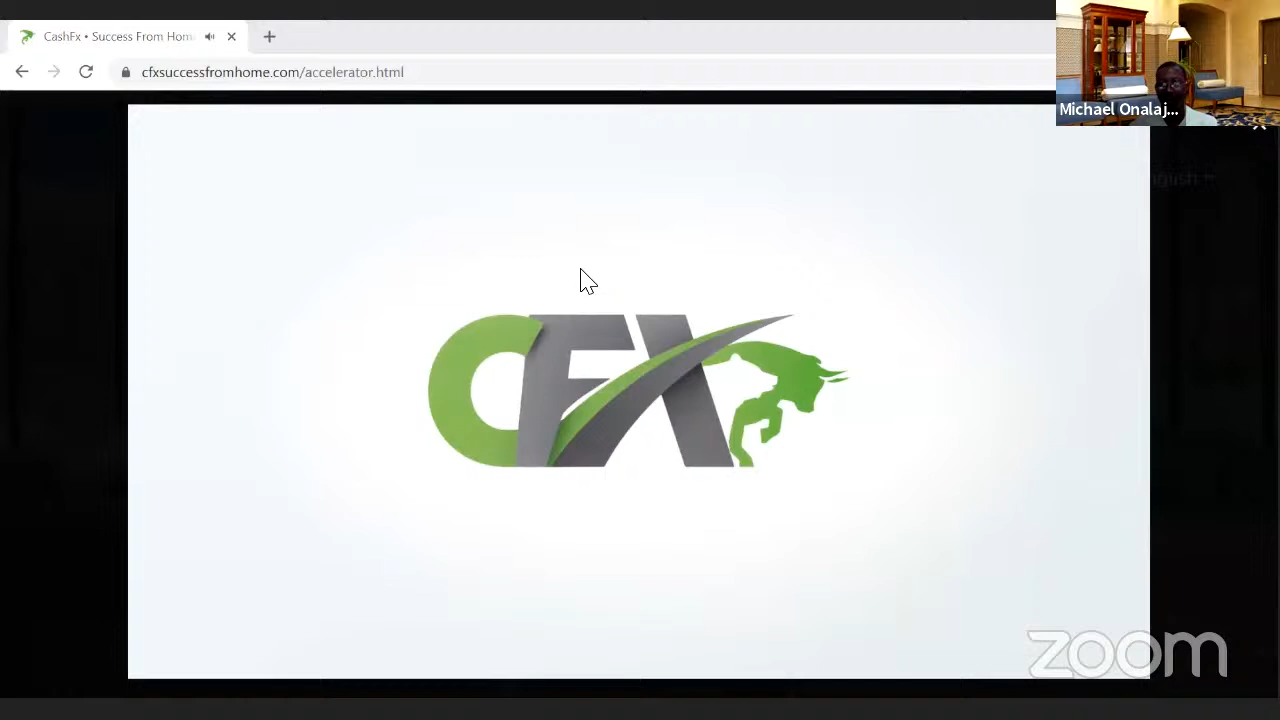 CashFx • Success From Hom
cfxsuccessfromhome.com/accelerator.html
Michael Onalaj...
CFX
zoom